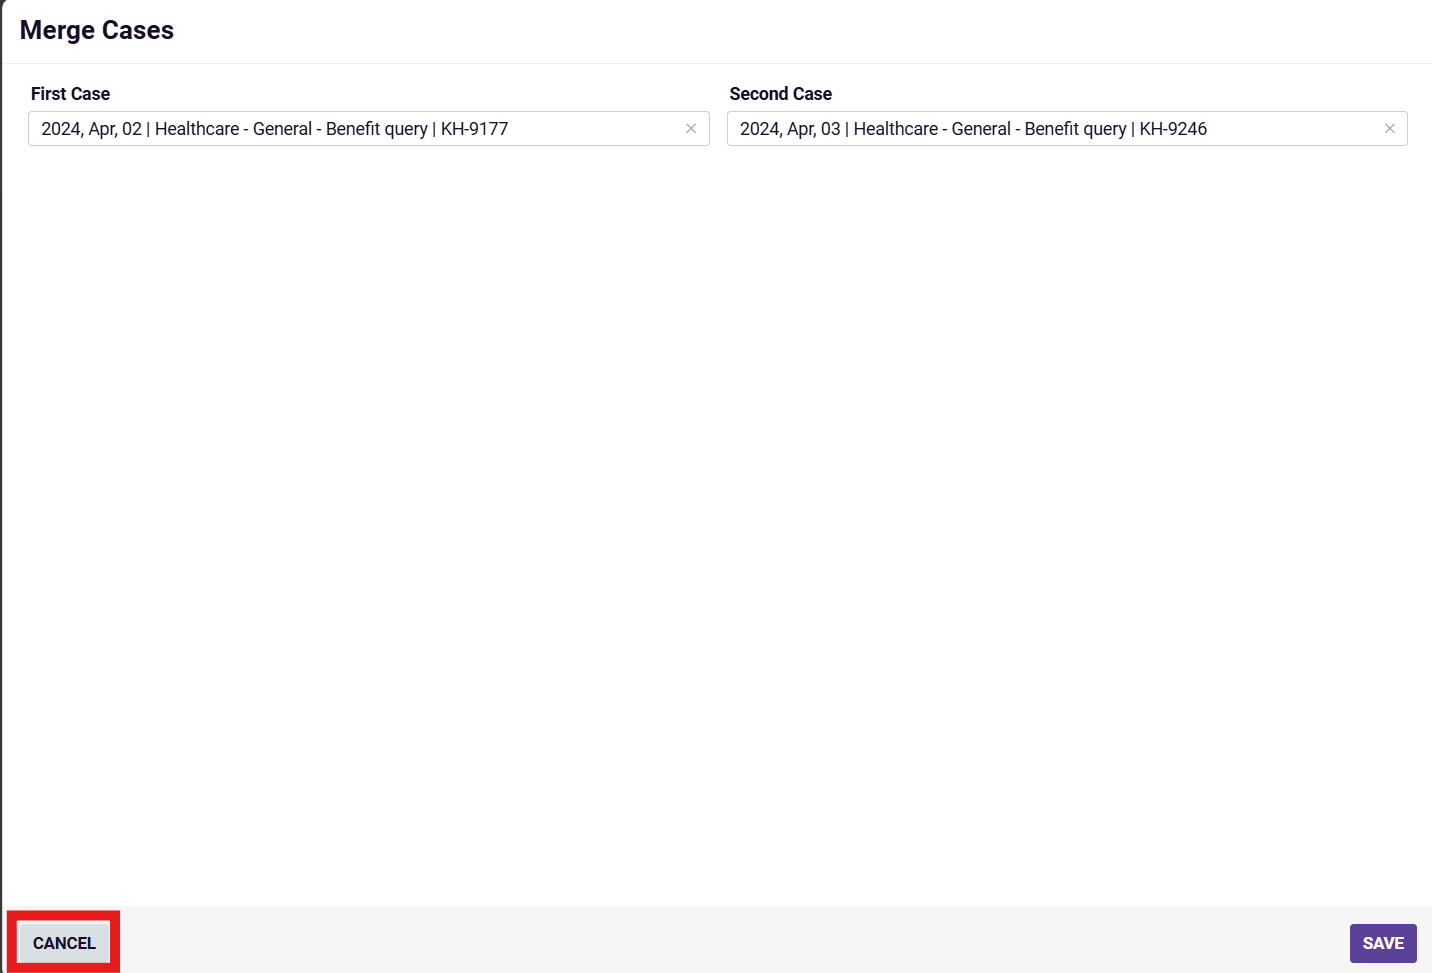 Merge Cases
First Case
Second Case
2024, Apr, 02 | Healthcare - General - Benefit query | KH-9177
2024, Apr, 03 | Healthcare - General - Benefit query | KH-9246
CANCEL
SAVE